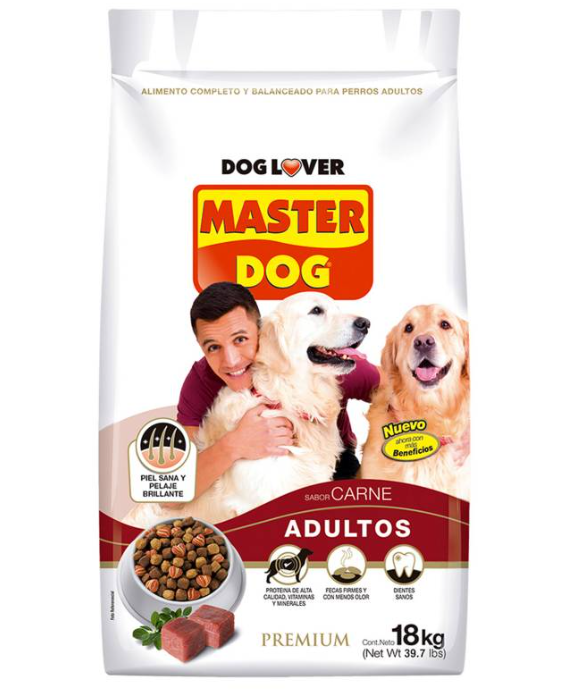 ALIMENTO COMPLETO Y BALANCEADO PARA PERROS ADULTOS
DOG LOVER
MASTER
DOG
Nuevo
ahora con
más
Beneficios
PIEL SANA Y
PELAJE
BRILLANTE
SABOR CARNE
ADULTOS
PROTEINA DE ALTA
CALIDAD, VITAMINAS
Y MINERALES
FECAS FIRMES Y
CON MENOS OLOR
DIENTES
SANOS
PREMIUM
Cont.Neto 18kg
(Net Wt 39.7 lbs)